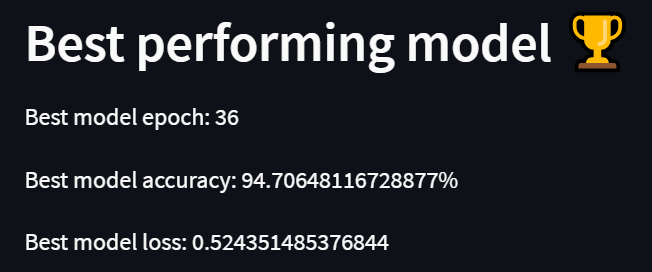 Best performing model 🏆
Best model epoch: 36
Best model accuracy: 94.70648116728877%
Best model loss: 0.524351485376844